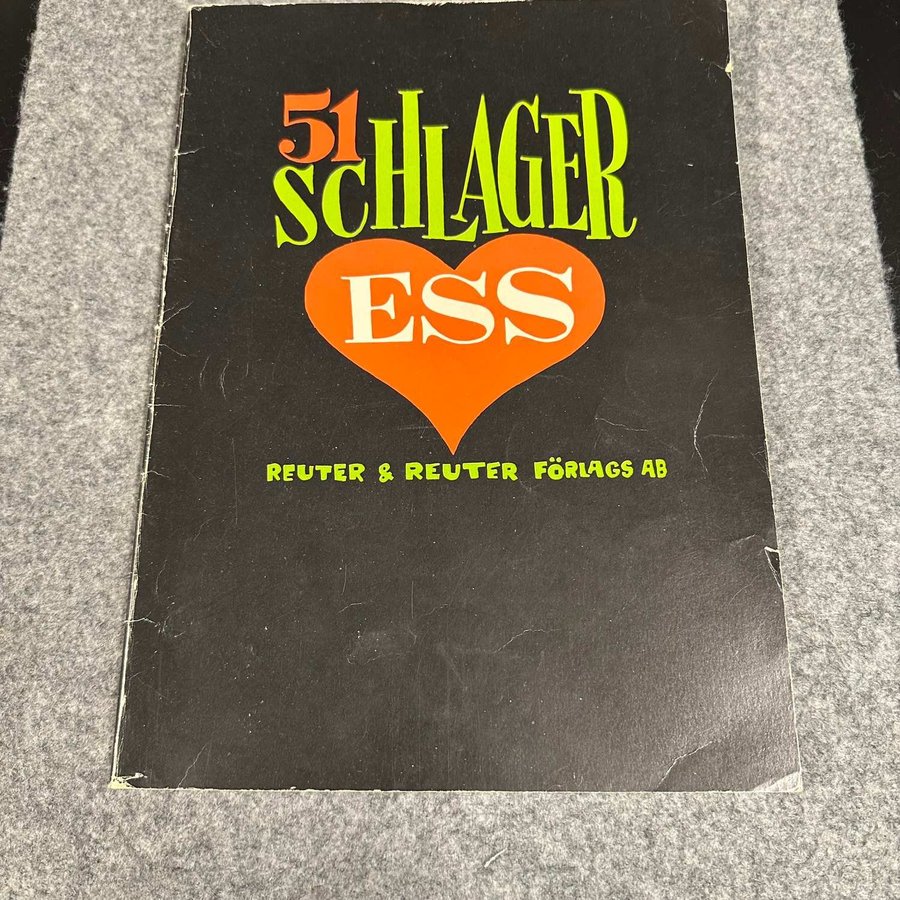 51
SCHLAGER
ESS
REUTER & REUTER FÖRLAGS AB